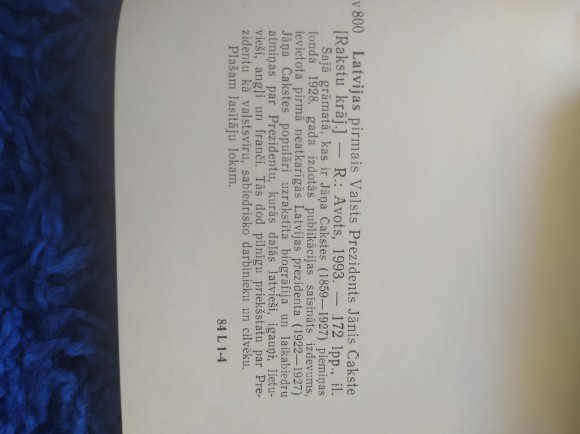 v 800
Latvijas pirmais Valsts Prezidents Jānis Čakste
[Rakstu krāj.] — R.: Avots, 1993. — 172 lpp., il.
Šajā grāmatā, kas ir Jāņa Čakstes (1859—1927) piemiņas
fonda 1928. gada izdotās publikācijas saīsināts izdevums,
ievietota pirmā neatkarīgās Latvijas prezidenta (1922—1927)
Jāņa Čakstes populāri uzrakstīta biogrāfija un laikabiedru
atmiņas par Prezidentu, kurās dalās latvieši, igauņi, lietu-
vieši, angļi un franči. Tās dod pilnīgu priekšstatu par Pre-
zidentu kā valstsvīru, sabiedrisko darbinieku un cilvēku.
Plašam lasītāju lokam.
84 L 1-4